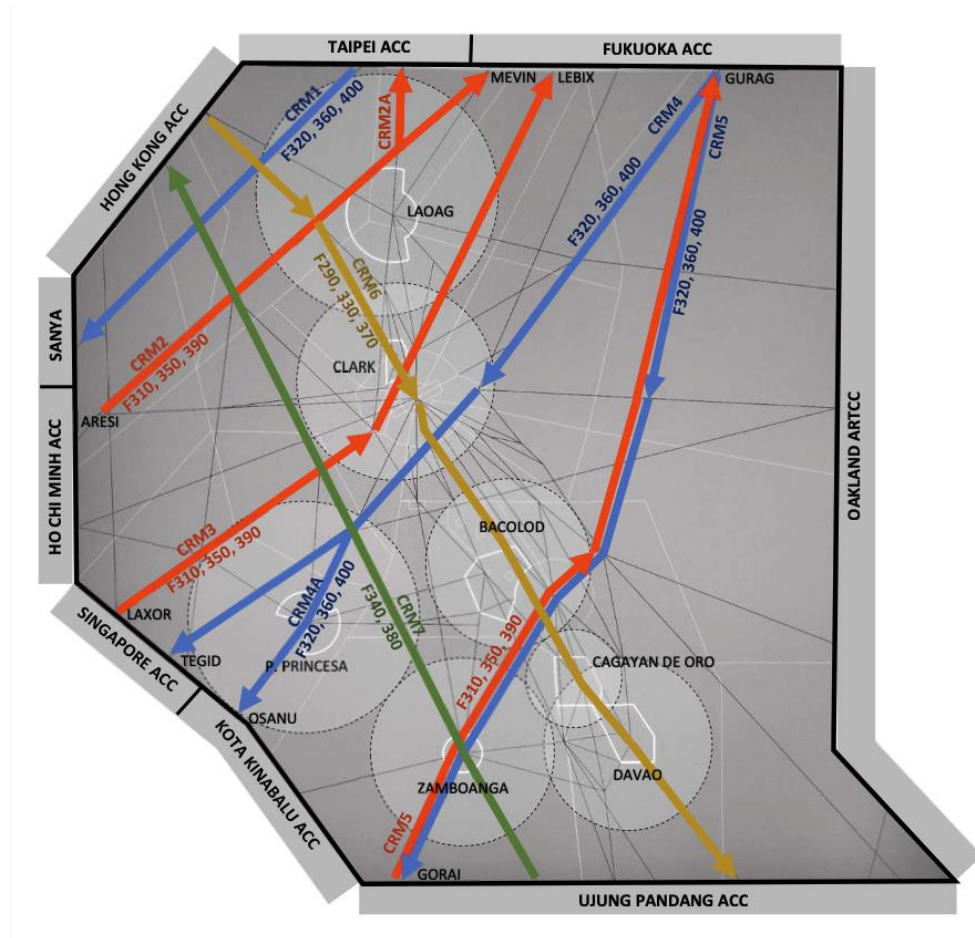 TAIPEI ACC
FUKUOKA ACC
HONG KONG ACC
SANYA
HO CHI MINH ACC
SINGAPORE ACC
KOTA KINABALU ACC
UJUNG PANDANG ACC
OAKLAND ARTCC
CRM1
F320, 360, 400
CRM2A
MEVIN
LEBIX
GURAG
CRM4
F320, 360, 400
CRM5
F320, 360, 400
LAOAG
CRM6
F290, 330, 370
CRM2
F310, 350, 390
ARESI
CLARK
CRM3
F310, 350, 390
LAXOR
BACOLOD
CRM4A
F320, 360, 400
CRM7
F340, 380
TEGID
P. PRINCESA
OSANU
F310, 350, 390
CAGAYAN DE ORO
DAVAO
ZAMBOANGA
CRM5
GORAI